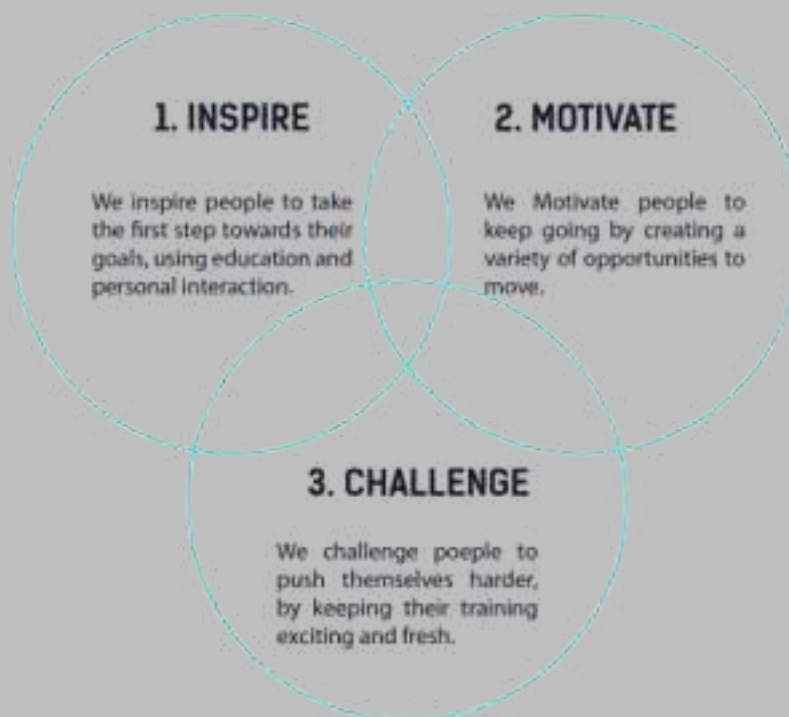 1. INSPIRE
We inspire people to take
the first step towards their
goals, using education and
personal interaction.
2. MOTIVATE
We Motivate people to
keep going by creating a
variety of opportunities to
move.
3. CHALLENGE
We challenge poeple to
push themselves harder,
by keeping their training
exciting and fresh.